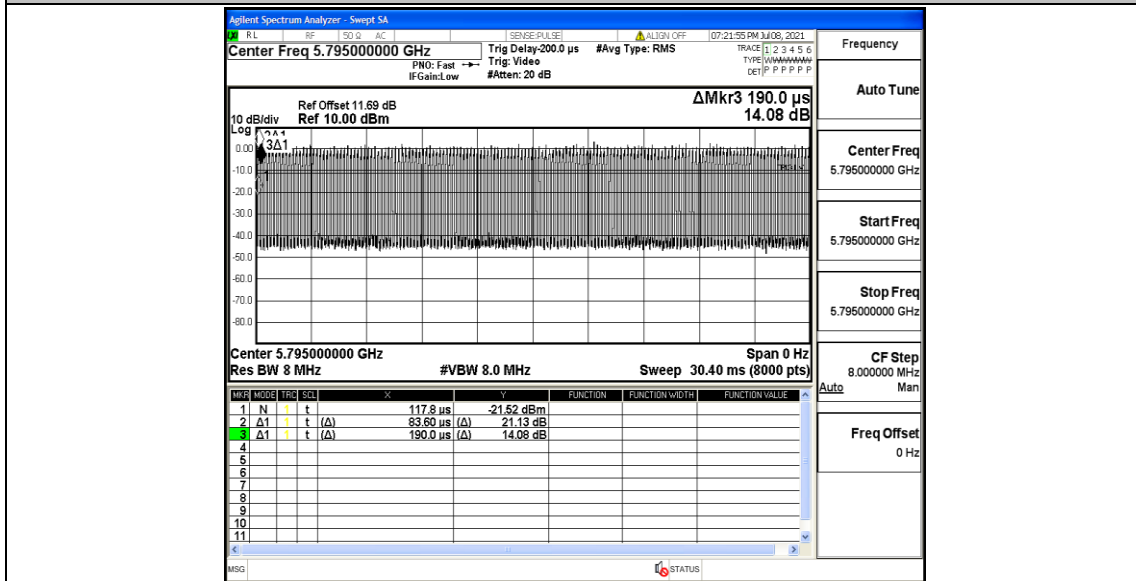 Agilent Spectrum Analyzer - Swept SA
RL RF 50 Ω AC SENSE:PULSE ALIGN OFF 07:21:55 PM Jul 08, 2021
Center Freq 5.795000000 GHz
Trig Delay-200.0 µs #Avg Type: RMS
TRACE 1 2 3 4 5 6
PNO: Fast Trig: Video
TYPE
IFGain:Low #Atten: 20 dB
DET P P P P P P
ΔMkr3 190.0 µs
14.08 dB
Ref Offset 11.69 dB
10 dB/div Ref 10.00 dBm
Log
3Δ1
1
0.00
-10.0
-20.0
-30.0
-40.0
-50.0
-60.0
-70.0
-80.0
Center 5.795000000 GHz Span 0 Hz
Res BW 8 MHz #VBW 8.0 MHz Sweep 30.40 ms (8000 pts)
MKR MODE TRC SCL X Y FUNCTION FUNCTION WIDTH FUNCTION VALUE
1 N 1 t 117.8 µs -21.52 dBm
2 Δ1 1 t (Δ) 83.60 µs (Δ) 21.13 dB
3 Δ1 1 t (Δ) 190.0 µs (Δ) 14.08 dB
4
5
6
7
8
9
10
11
MSG STATUS
Frequency
Auto Tune
Center Freq
5.795000000 GHz
Start Freq
5.795000000 GHz
Stop Freq
5.795000000 GHz
CF Step
8.000000 MHz
Auto Man
Freq Offset
0 Hz